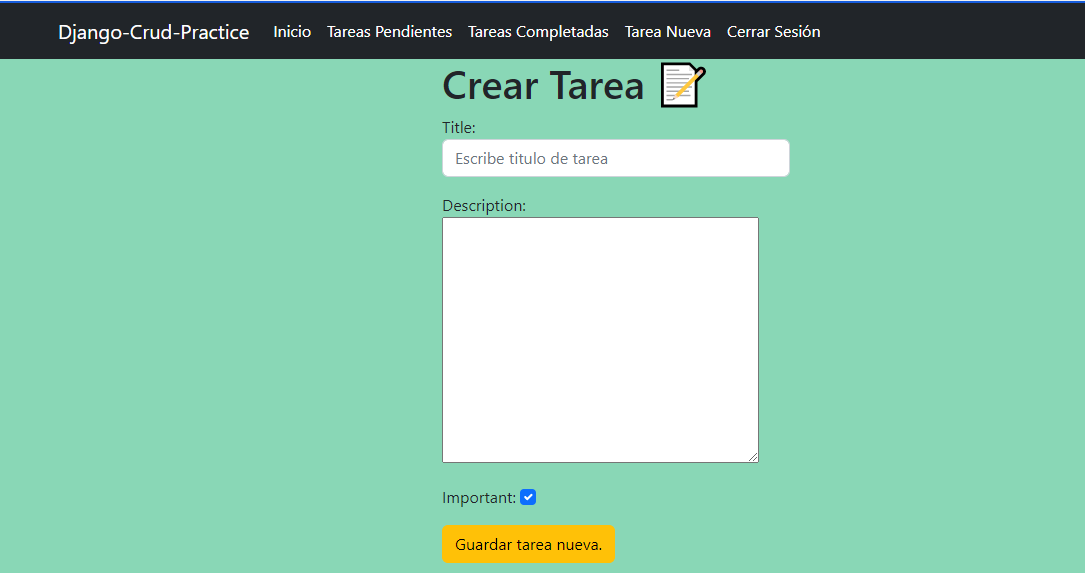 Django-Crud-Practice Inicio Tareas Pendientes Tareas Completadas Tarea Nueva Cerrar Sesión
Crear Tarea
Title:
Escribe titulo de tarea
Description:
Important:
Guardar tarea nueva.